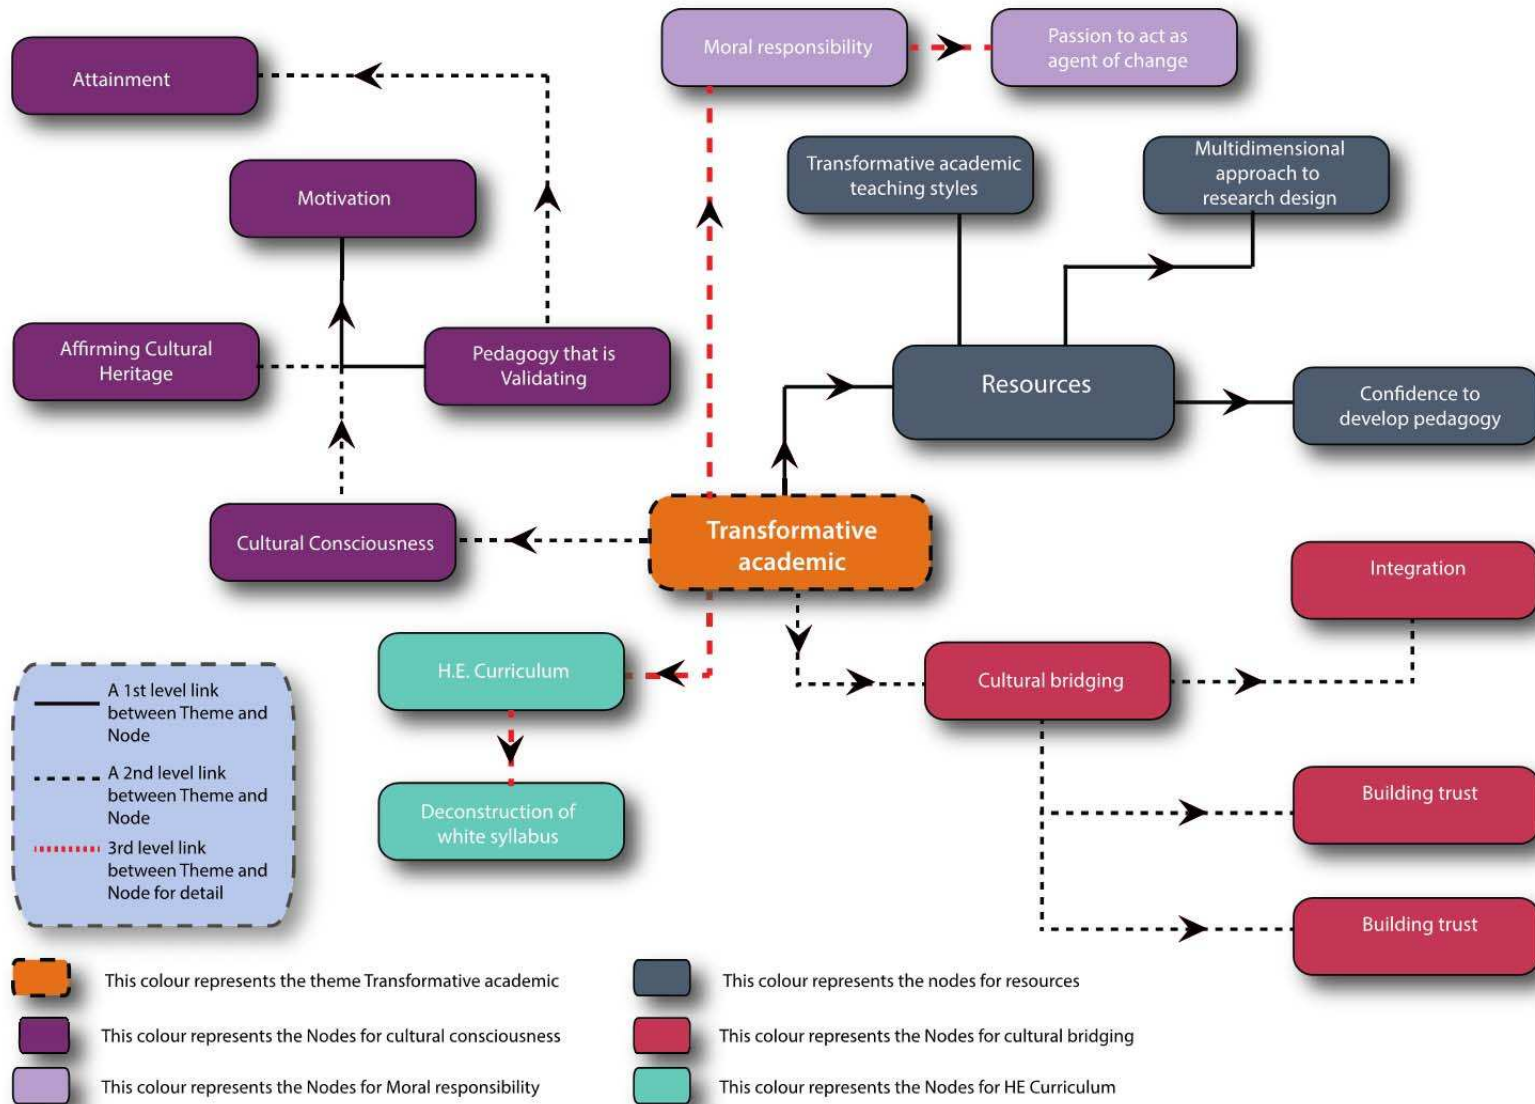 Moral responsibility
Passion to act as
agent of change
Attainment
Transformative academic
teaching styles
Multidimensional
approach to
research design
Motivation
Affirming Cultural
Heritage
Pedagogy that is
Validating
Resources
Confidence to
develop pedagogy
Cultural Consciousness
Transformative
academic
Integration
H.E. Curriculum
Cultural bridging
Deconstruction of
white syllabus
Building trust
Building trust
A 1st level link
between Theme and
Node
A 2nd level link
between Theme and
Node
3rd level link
between Theme and
Node for detail
This colour represents the theme Transformative academic
This colour represents the nodes for resources
This colour represents the Nodes for cultural consciousness
This colour represents the Nodes for cultural bridging
This colour represents the Nodes for Moral responsibility
This colour represents the Nodes for HE Curriculum